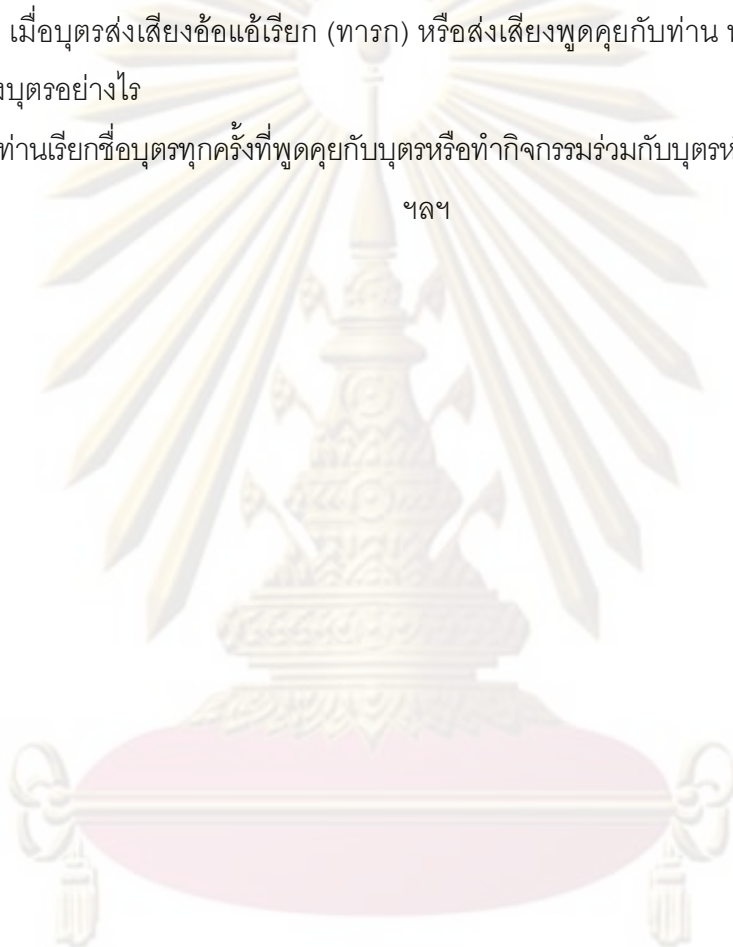 เมื่อบุตรส่งเสียงอ้อแอ้เรียก (ทารก) หรือส่งเสียงพูดคุยกับท่าน
งบุตรอย่างไร
ท่านเรียกชื่อบุตรทุกครั้งที่พูดคุยกับบุตรหรือทำกิจกรรมร่วมกับบุตร
ฯลฯ